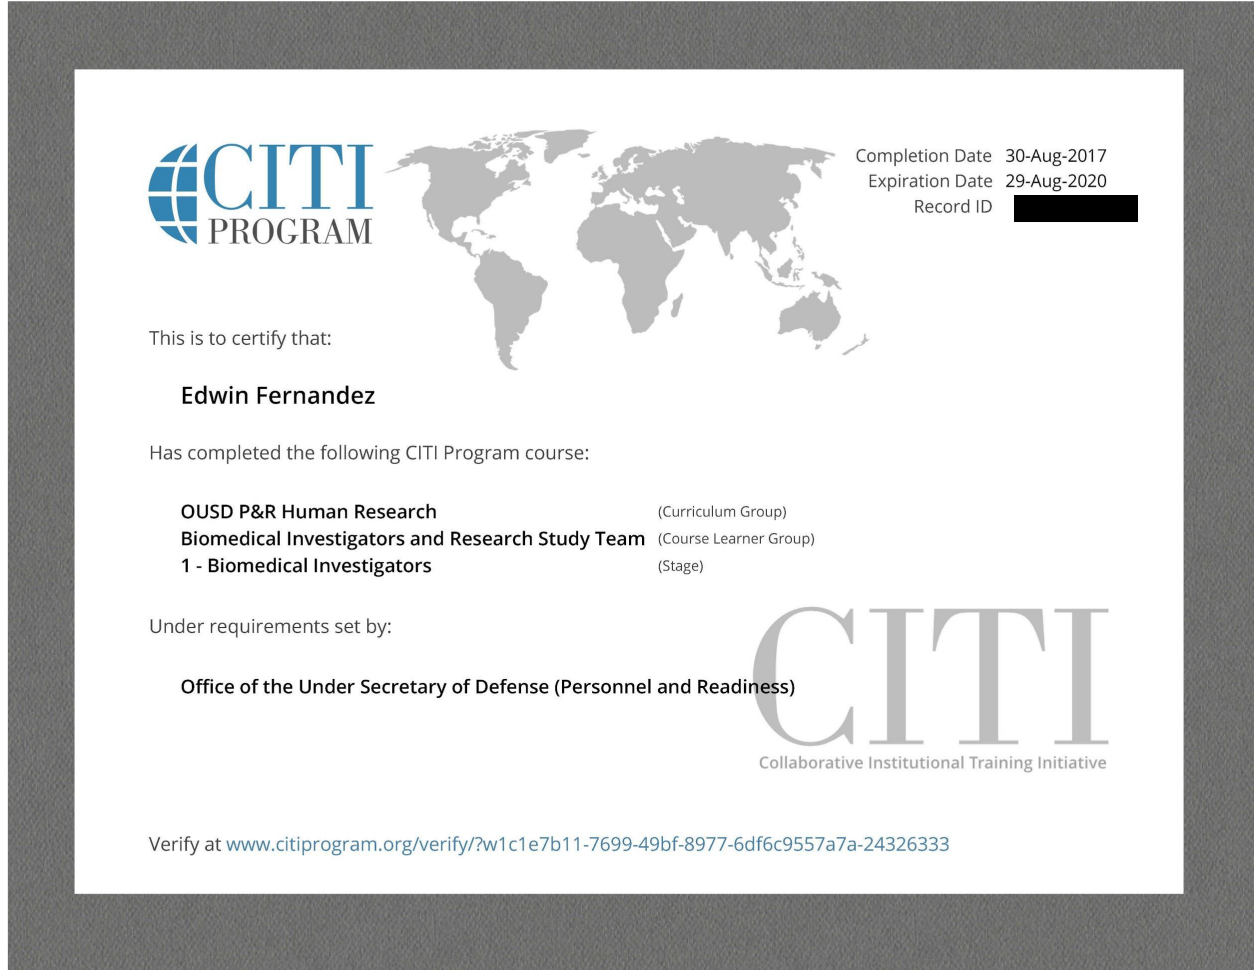 CITI
PROGRAM
Completion Date 30-Aug-2017
Expiration Date 29-Aug-2020
Record ID
This is to certify that:
Edwin Fernandez
Has completed the following CITI Program course:
OUSD P&R Human Research (Curriculum Group)
Biomedical Investigators and Research Study Team (Course Learner Group)
1 - Biomedical Investigators (Stage)
Under requirements set by:
Office of the Under Secretary of Defense (Personnel and Readiness)
CITI
Collaborative Institutional Training Initiative
Verify at www.citiprogram.org/verify/?w1c1e7b11-7699-49bf-8977-6df6c9557a7a-24326333